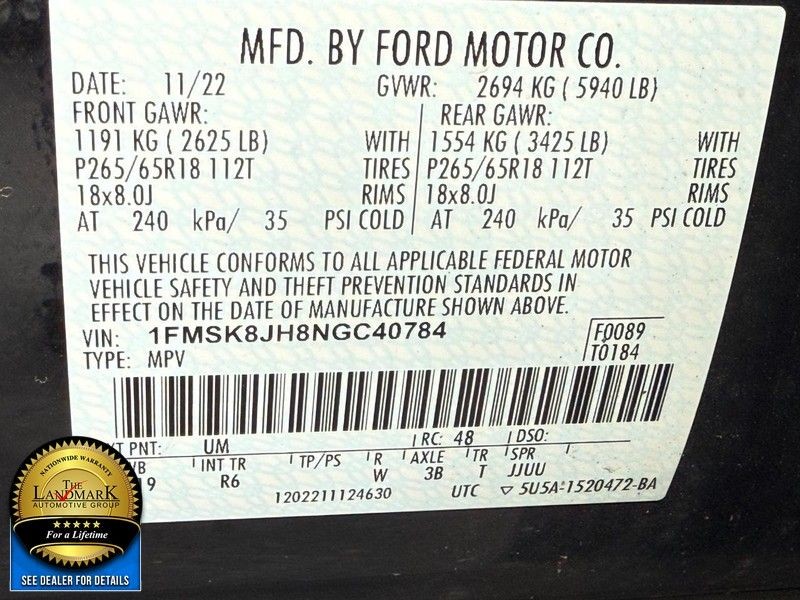 MFD. BY FORD MOTOR CO.
DATE: 11/22 GVWR: 2694 KG ( 5940 LB)
FRONT GAWR: REAR GAWR:
1191 KG ( 2625 LB) WITH 1554 KG ( 3425 LB) WITH
P265/65R18 112T TIRES P265/65R18 112T TIRES
18x8.0J RIMS 18x8.0J RIMS
AT 240 kPa/ 35 PSI COLD AT 240 kPa/ 35 PSI COLD
THIS VEHICLE CONFORMS TO ALL APPLICABLE FEDERAL MOTOR
VEHICLE SAFETY AND THEFT PREVENTION STANDARDS IN
EFFECT ON THE DATE OF MANUFACTURE SHOWN ABOVE.
VIN: 1FMSK8JH8NGC40784 F0089
TYPE: MPV T0184
PNT: UM RC: 48 DSO:
INT TR TP/PS R AXLE TR SPR
R6 W 3B T JJUU
1202211124630 UTC 5U5A-1520472-BA
NATIONWIDE WARRANTY
THE
LANDMARK
AUTOMOTIVE GROUP
For a Lifetime
SEE DEALER FOR DETAILS